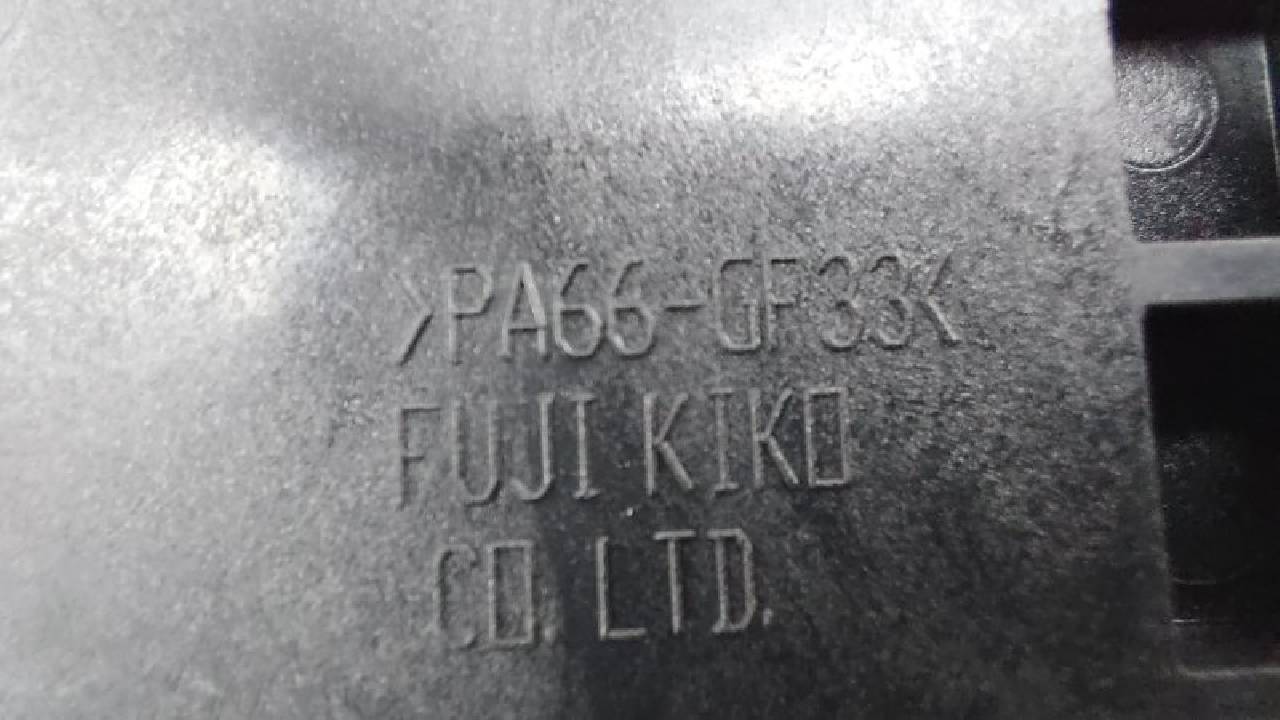 >PA66-GF33<
FUJI KIKO
CO. LTD.